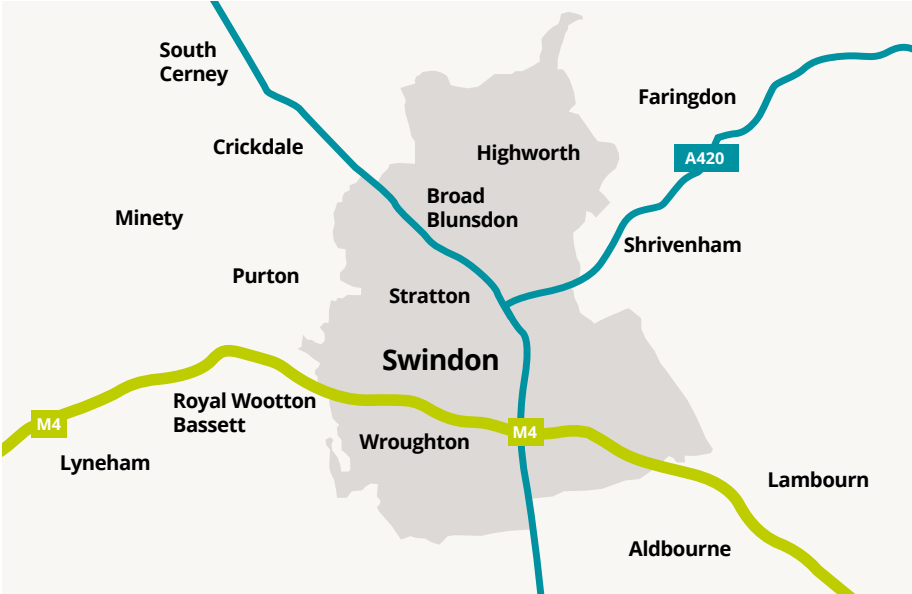 South
Cerney
Faringdon
Crickdale
Highworth
A420
Broad
Blunsdon
Minety
Shrivenham
Purton
Stratton
Swindon
Royal Wootton
Bassett
M4
M4
Wroughton
Lyneham
Lambourn
Aldbourne